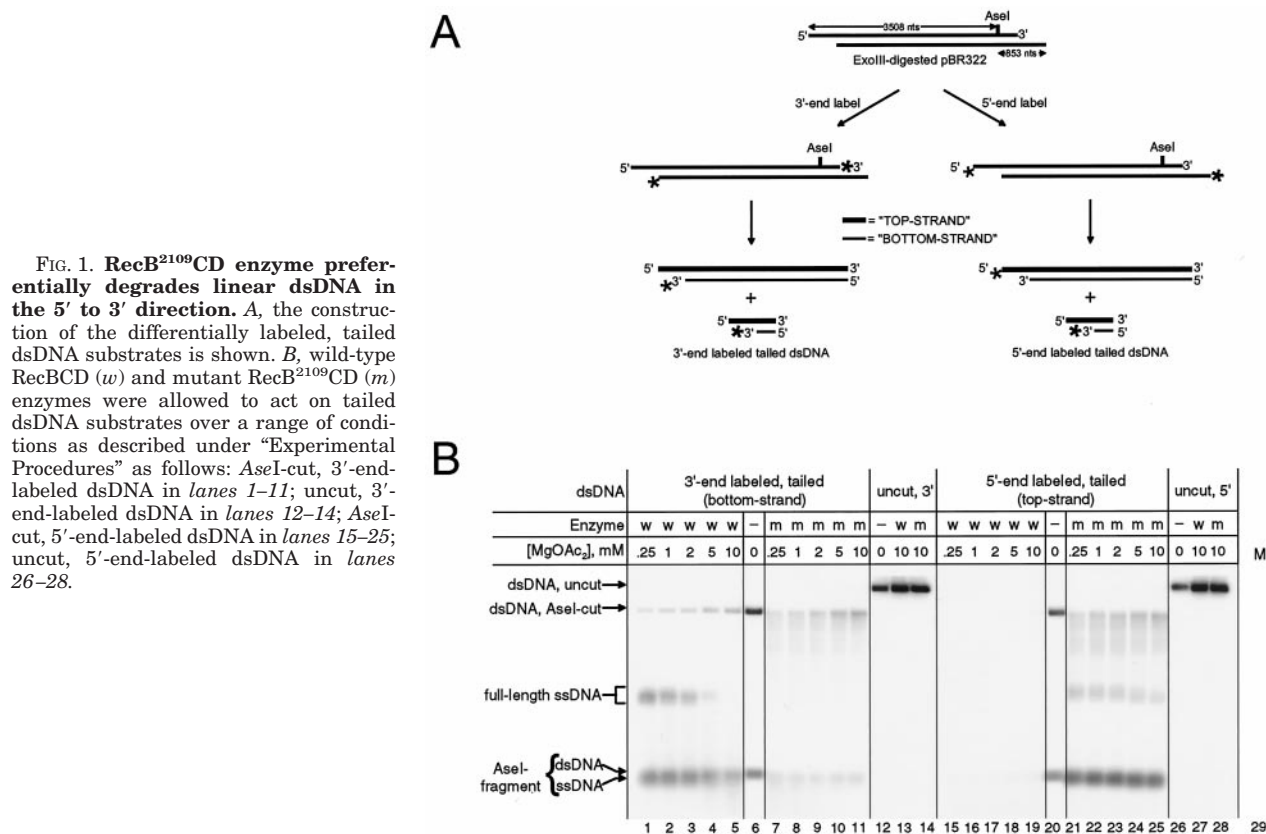 FIG. 1. RecB2109CD enzyme prefer-
entially degrades linear dsDNA in
the 5′ to 3′ direction. A, the construc-
tion of the differentially labeled, tailed
dsDNA substrates is shown. B, wild-type
RecBCD (w) and mutant RecB2109CD (m)
enzymes were allowed to act on tailed
dsDNA substrates over a range of condi-
tions as described under “Experimental
Procedures” as follows: AseI-cut, 3′-end-
labeled dsDNA in lanes 1–11; uncut, 3′-
end-labeled dsDNA in lanes 12–14; AseI-
cut, 5′-end-labeled dsDNA in lanes 15–25;
uncut, 5′-end-labeled dsDNA in lanes
26–28.
A
AseI
5' 3508 nts 3'
853 nts
ExoIII-digested pBR322
3'-end label 5'-end label
AseI AseI
5' * 3' 5' 3'
* * *
= "TOP-STRAND"
= "BOTTOM-STRAND"
5' 3' 5' 3'
* 3' 5' * 3' 5'
+ +
5' 3' 5' 3'
* 3' 5' * 3' 5'
3'-end labeled tailed dsDNA 5'-end labeled tailed dsDNA
B
dsDNA 3'-end labeled, tailed (bottom-strand) uncut, 3' 5'-end labeled, tailed (top-strand) uncut, 5'
Enzyme w w w w w – m m m m m – w m w w w w w – m m m m m – w m
[MgOAc2], mM .25 1 2 5 10 0 .25 1 2 5 10 0 10 10 .25 1 2 5 10 0 .25 1 2 5 10 0 10 10 M
dsDNA, uncut
dsDNA, AseI-cut
full-length ssDNA
AseI-fragment { dsDNA ssDNA
1 2 3 4 5 6 7 8 9 10 11 12 13 14 15 16 17 18 19 20 21 22 23 24 25 26 27 28 29